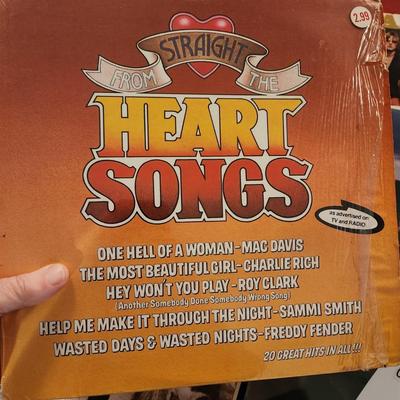 2.99
STRAIGHT
FROM THE
HEART
SONGS
as advertised on
TV and RADIO
ONE HELL OF A WOMAN-MAC DAVIS
THE MOST BEAUTIFUL GIRL-CHARLIE RICH
HEY WON'T YOU PLAY-ROY CLARK
(Another Somebody Done Somebody Wrong Song)
HELP ME MAKE IT THROUGH THE NIGHT-SAMMI SMITH
WASTED DAYS & WASTED NIGHTS-FREDDY FENDER
20 GREAT HITS IN ALL!!!